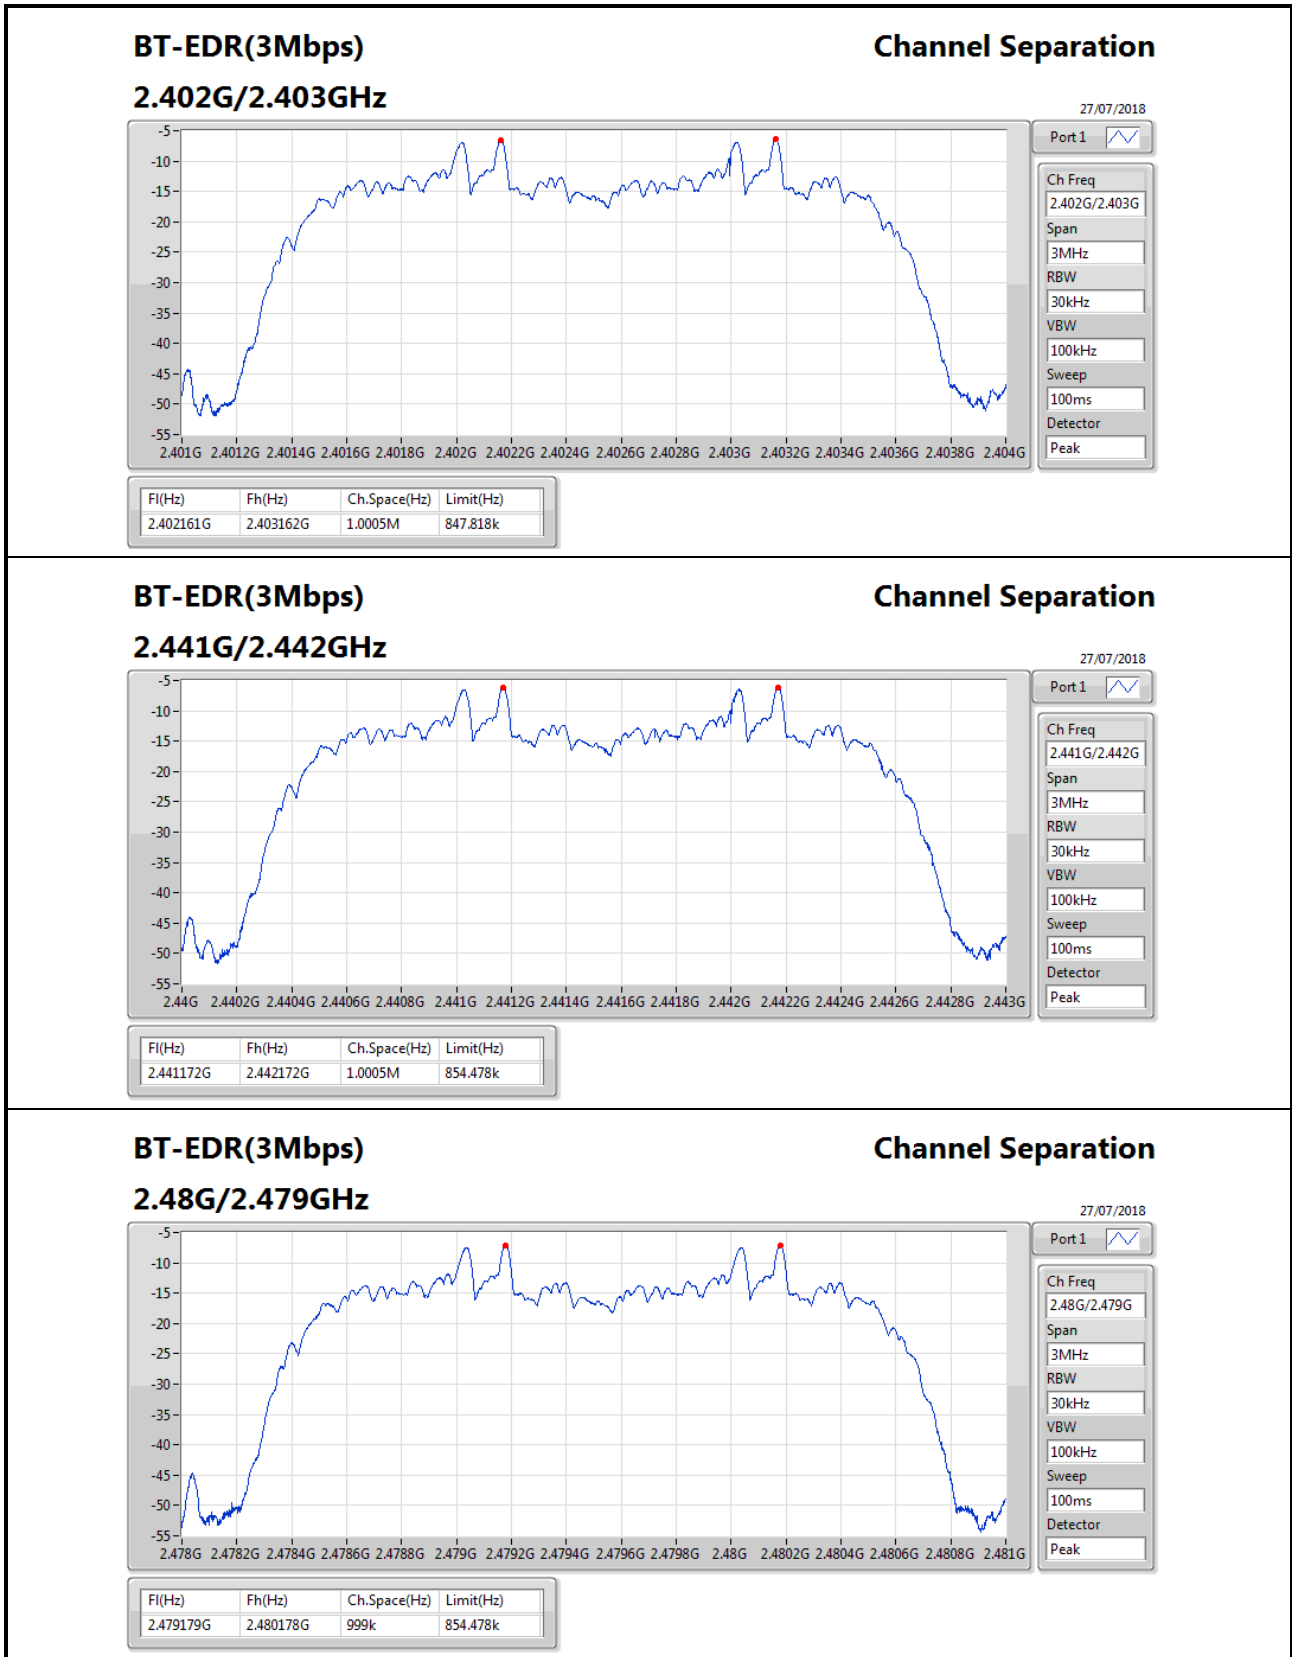 BT-EDR(3Mbps) Channel Separation
2.402G/2.403GHz
27/07/2018
Port 1
-5
-10
-15
-20
-25
-30
-35
-40
-45
-50
-55
2.401G 2.4012G 2.4014G 2.4016G 2.4018G 2.402G 2.4022G 2.4024G 2.4026G 2.4028G 2.403G 2.4032G 2.4034G 2.4036G 2.4038G 2.404G
Ch Freq
2.402G/2.403G
Span
3MHz
RBW
30kHz
VBW
100kHz
Sweep
100ms
Detector
Peak
Fl(Hz) Fh(Hz) Ch.Space(Hz) Limit(Hz)
2.402161G 2.403162G 1.0005M 847.818k
BT-EDR(3Mbps) Channel Separation
2.441G/2.442GHz
27/07/2018
Port 1
-5
-10
-15
-20
-25
-30
-35
-40
-45
-50
-55
2.44G 2.4402G 2.4404G 2.4406G 2.4408G 2.441G 2.4412G 2.4414G 2.4416G 2.4418G 2.442G 2.4422G 2.4424G 2.4426G 2.4428G 2.443G
Ch Freq
2.441G/2.442G
Span
3MHz
RBW
30kHz
VBW
100kHz
Sweep
100ms
Detector
Peak
Fl(Hz) Fh(Hz) Ch.Space(Hz) Limit(Hz)
2.441172G 2.442172G 1.0005M 854.478k
BT-EDR(3Mbps) Channel Separation
2.48G/2.479GHz
27/07/2018
Port 1
-5
-10
-15
-20
-25
-30
-35
-40
-45
-50
-55
2.478G 2.4782G 2.4784G 2.4786G 2.4788G 2.479G 2.4792G 2.4794G 2.4796G 2.4798G 2.48G 2.4802G 2.4804G 2.4806G 2.4808G 2.481G
Ch Freq
2.48G/2.479G
Span
3MHz
RBW
30kHz
VBW
100kHz
Sweep
100ms
Detector
Peak
Fl(Hz) Fh(Hz) Ch.Space(Hz) Limit(Hz)
2.479179G 2.480178G 999k 854.478k